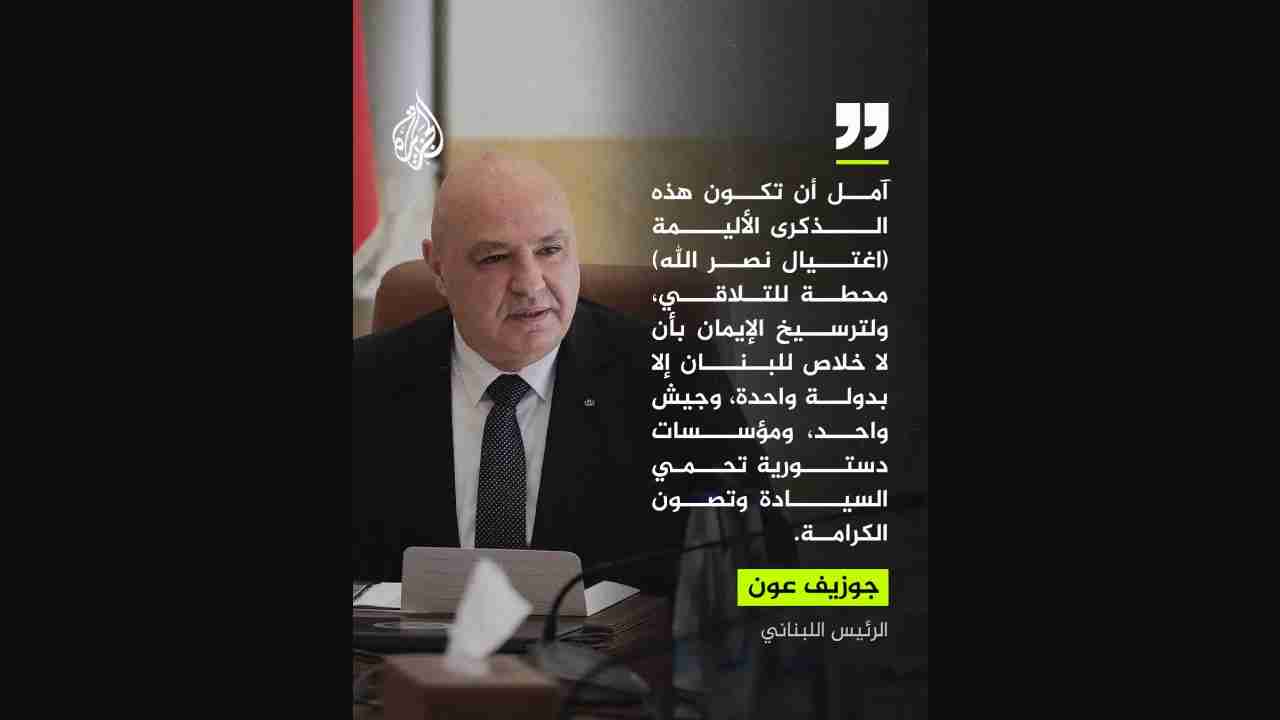 الجزيرة
آمل أن تكون هذه
الذكرى الأليمة
(اغتيال نصر الله)
محطة للتلاقي،
ولترسيخ الإيمان بأن
لا خلاص للبنان إلا
بدولة واحدة، وجيش
واحد، ومؤسسات
دستورية تحمي
السيادة وتصون
الكرامة.
جوزيف عون
الرئيس اللبناني